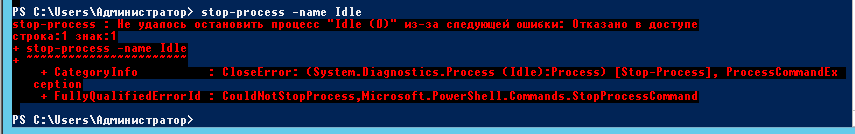 PS C:\Users\Администратор> stop-process -name Idle
stop-process : Не удалось остановить процесс "Idle (0)" из-за следующей ошибки: Отказано в доступе
строка:1 знак:1
+ stop-process -name Idle
+ ~~~~~~~~~~~~~~~~~~~~~~~
+ CategoryInfo : CloseError: (System.Diagnostics.Process (Idle):Process) [Stop-Process], ProcessCommandEx
ception
+ FullyQualifiedErrorId : CouldNotStopProcess,Microsoft.PowerShell.Commands.StopProcessCommand
PS C:\Users\Администратор>